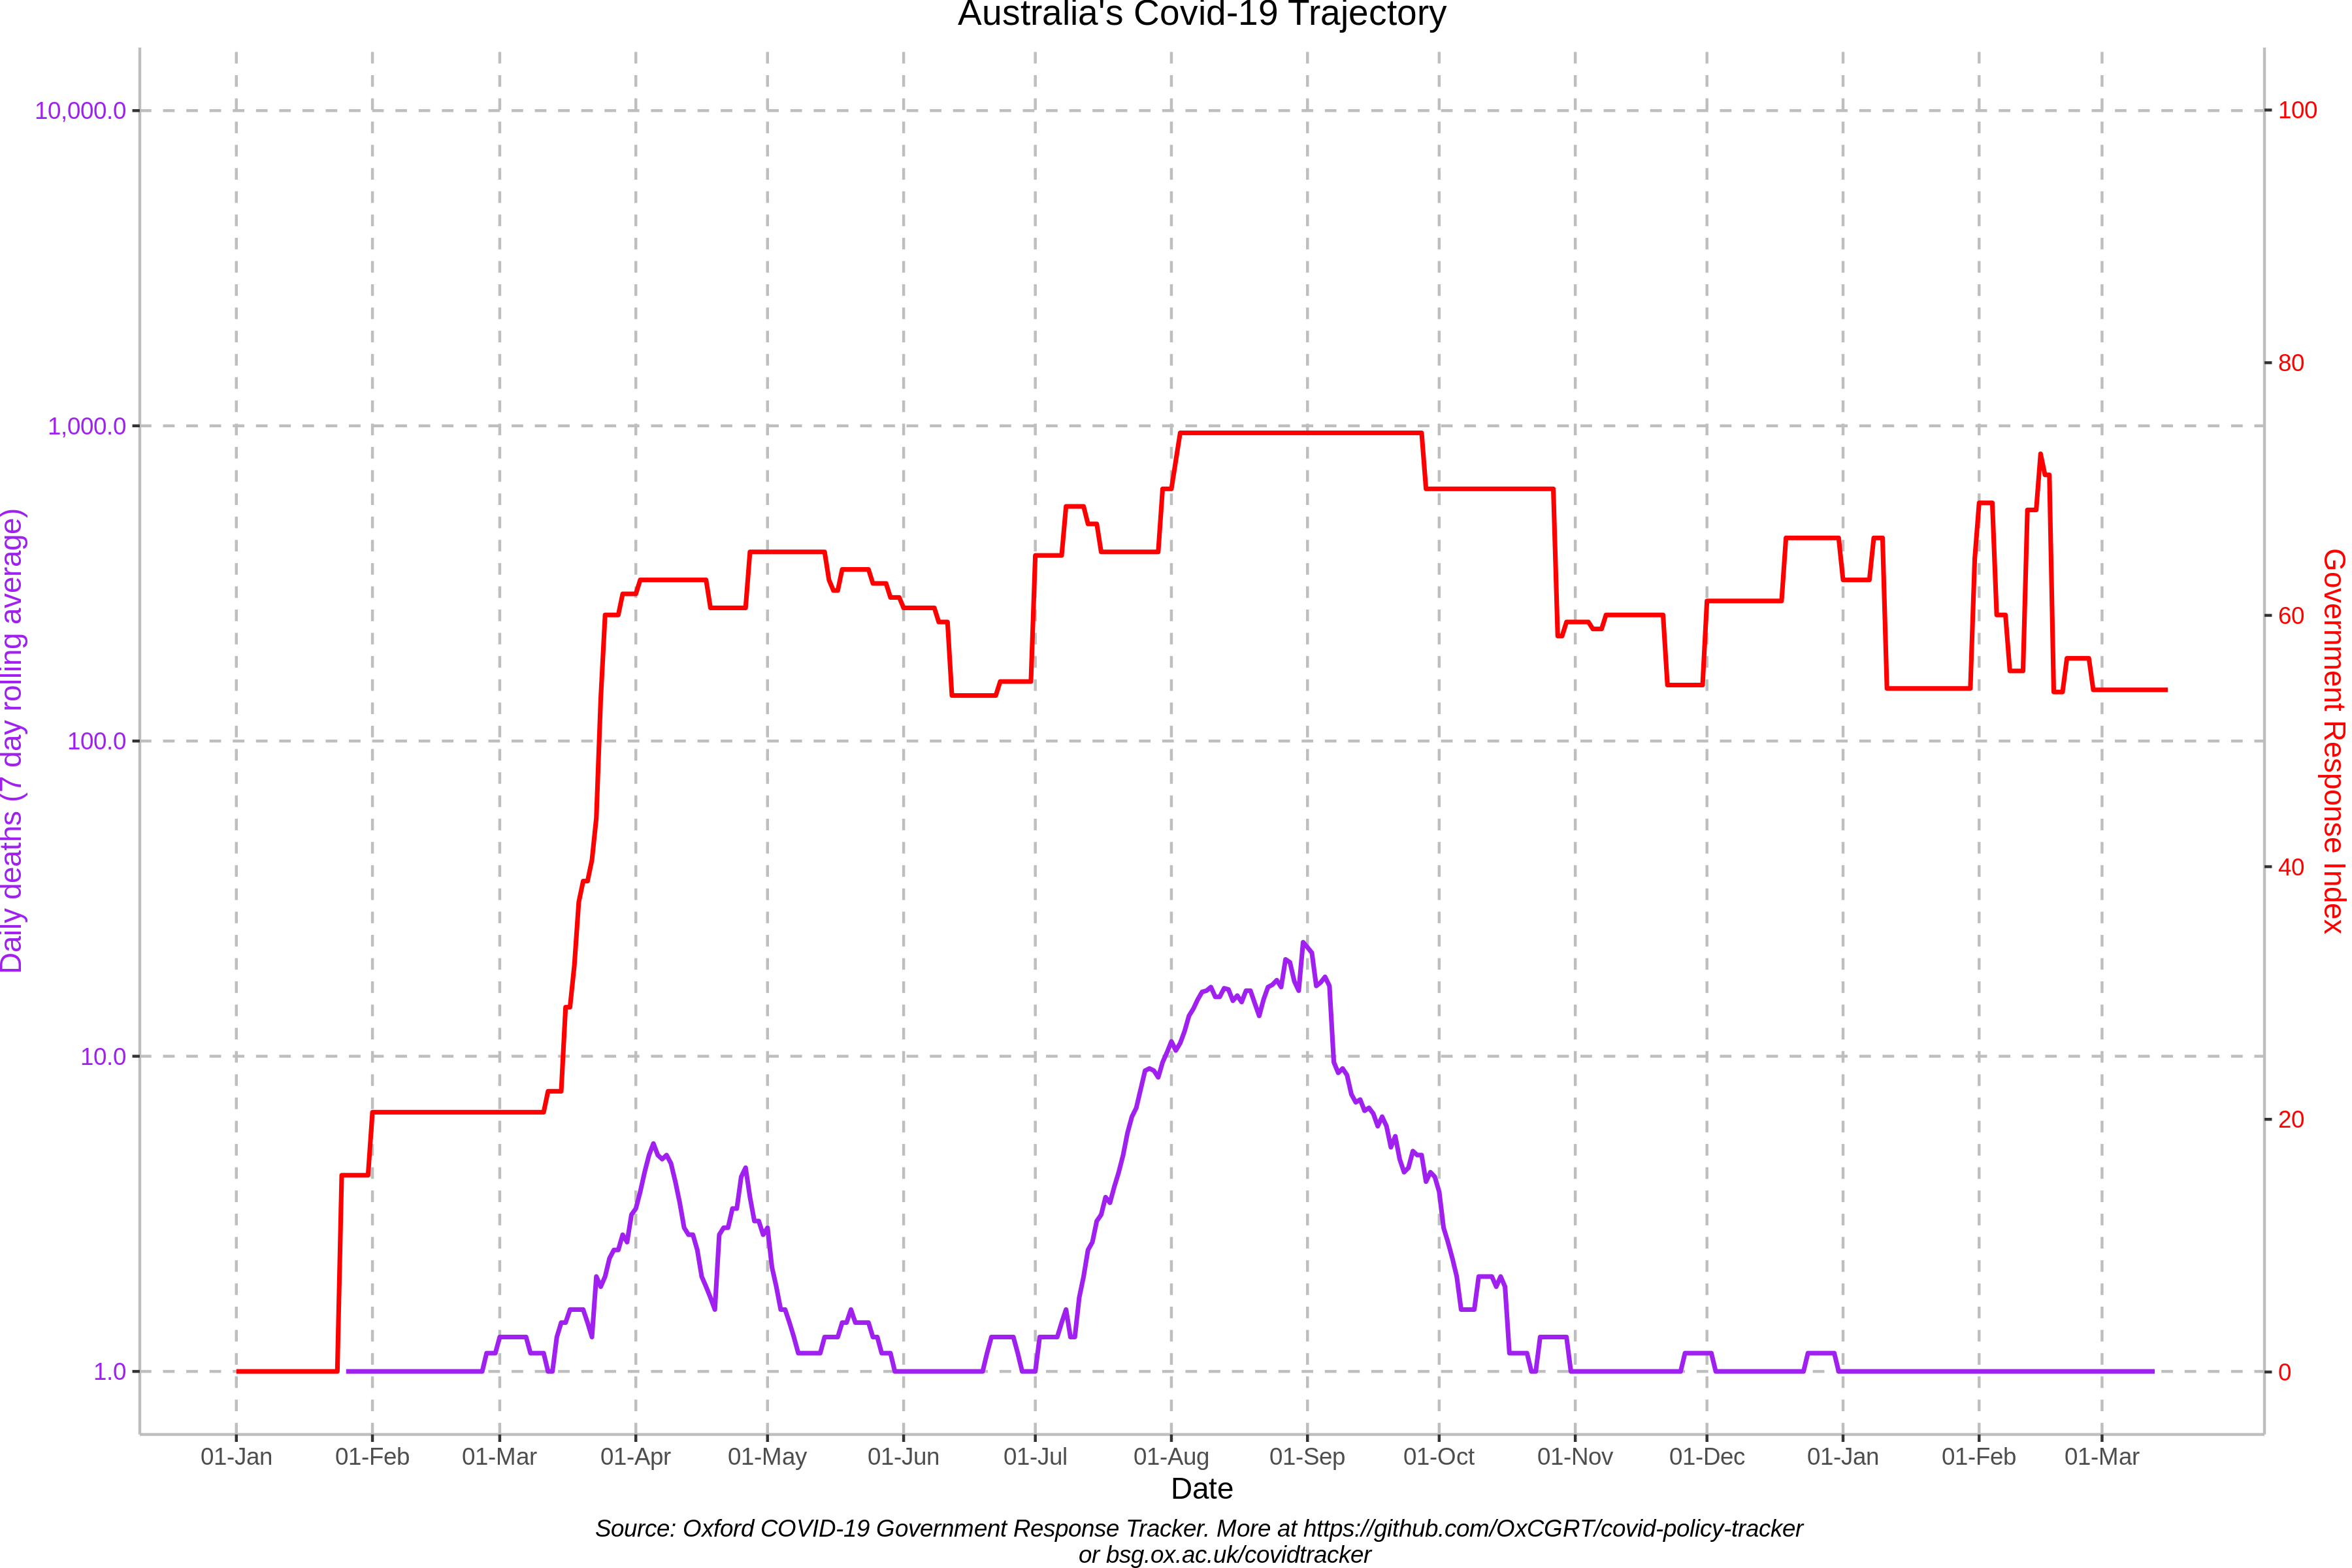 Australia's Covid-19 Trajectory
10,000.0
1,000.0
100.0
10.0
1.0
Daily deaths (7 day rolling average)
100
80
60
40
20
0
Government Response Index
01-Jan 01-Feb 01-Mar 01-Apr 01-May 01-Jun 01-Jul 01-Aug 01-Sep 01-Oct 01-Nov 01-Dec 01-Jan 01-Feb 01-Mar
Date
Source: Oxford COVID-19 Government Response Tracker. More at https://github.com/OxCGRT/covid-policy-tracker
or bsg.ox.ac.uk/covidtracker